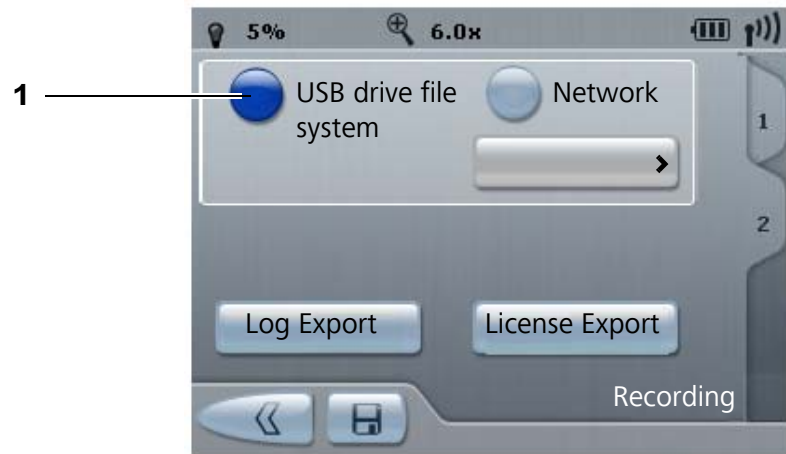 5% 6.0x
1
USB drive file system
Network
1
2
Log Export
License Export
Recording